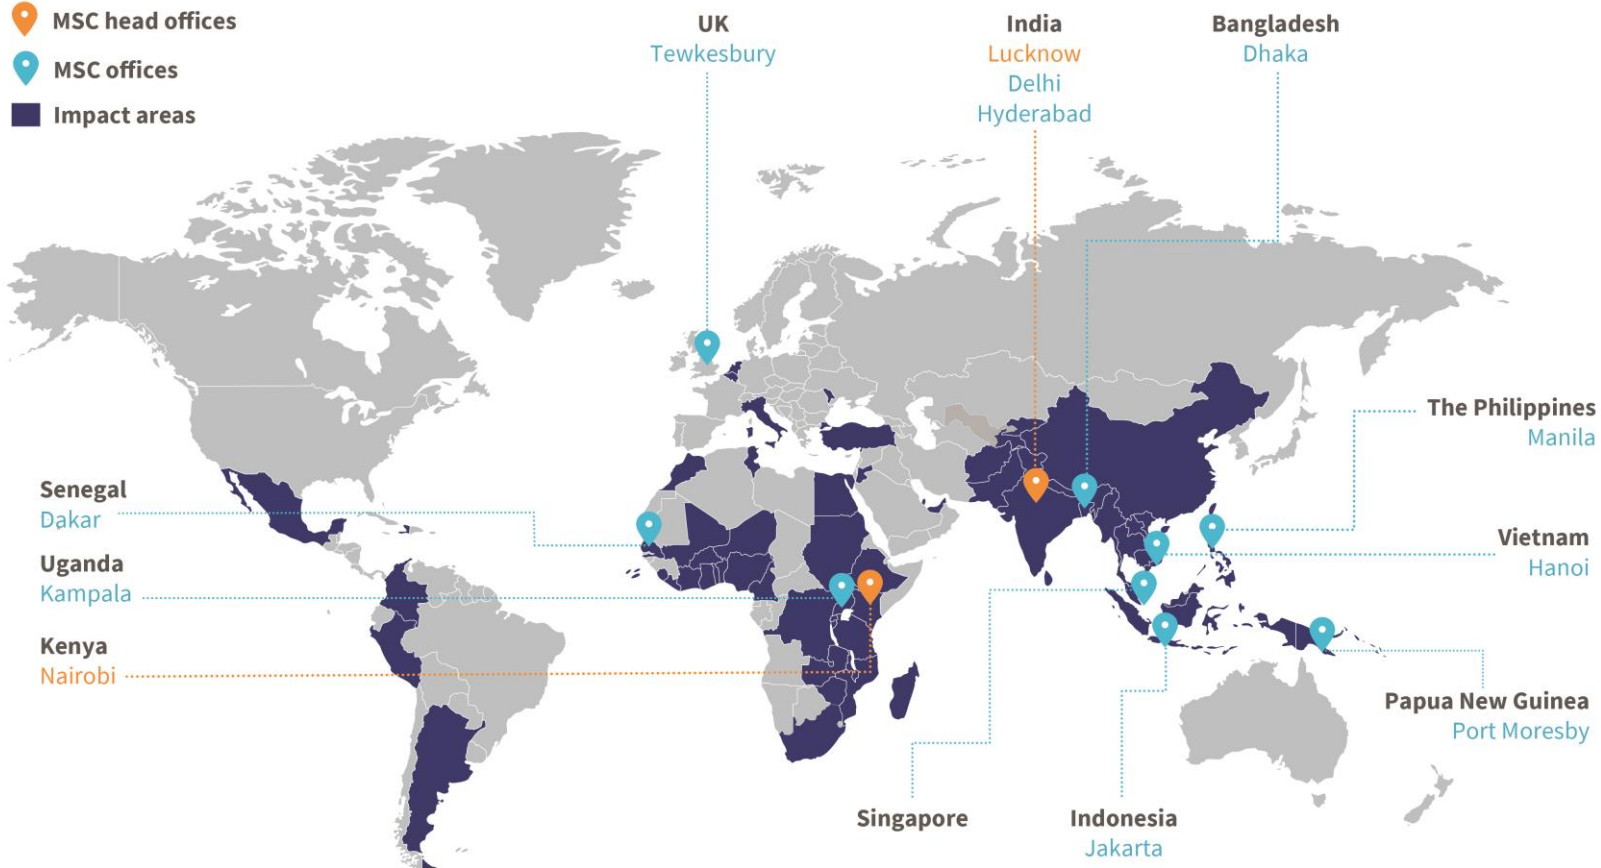 MSC head offices
MSC offices
Impact areas
UK
Tewkesbury
India
Lucknow
Delhi
Hyderabad
Bangladesh
Dhaka
The Philippines
Manila
Senegal
Dakar
Vietnam
Hanoi
Uganda
Kampala
Kenya
Nairobi
Papua New Guinea
Port Moresby
Singapore
Indonesia
Jakarta